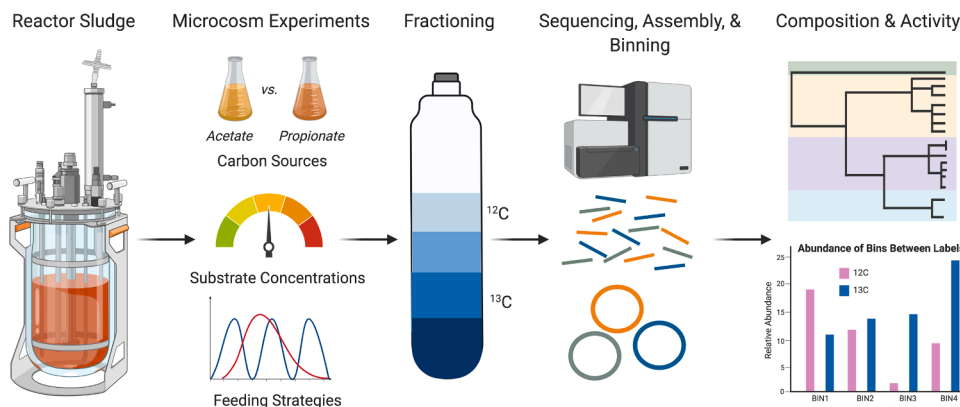 Reactor Sludge
Microcosm Experiments
Fractioning
Sequencing, Assembly, &
Binning
Composition & Activity
vs.
Acetate
Propionate
Carbon Sources
Substrate Concentrations
Feeding Strategies
12C
13C
Abundance of Bins Between Label
Relative Abundance
25
20
15
10
5
0
12C
13C
BIN1 BIN2 BIN3 BIN4